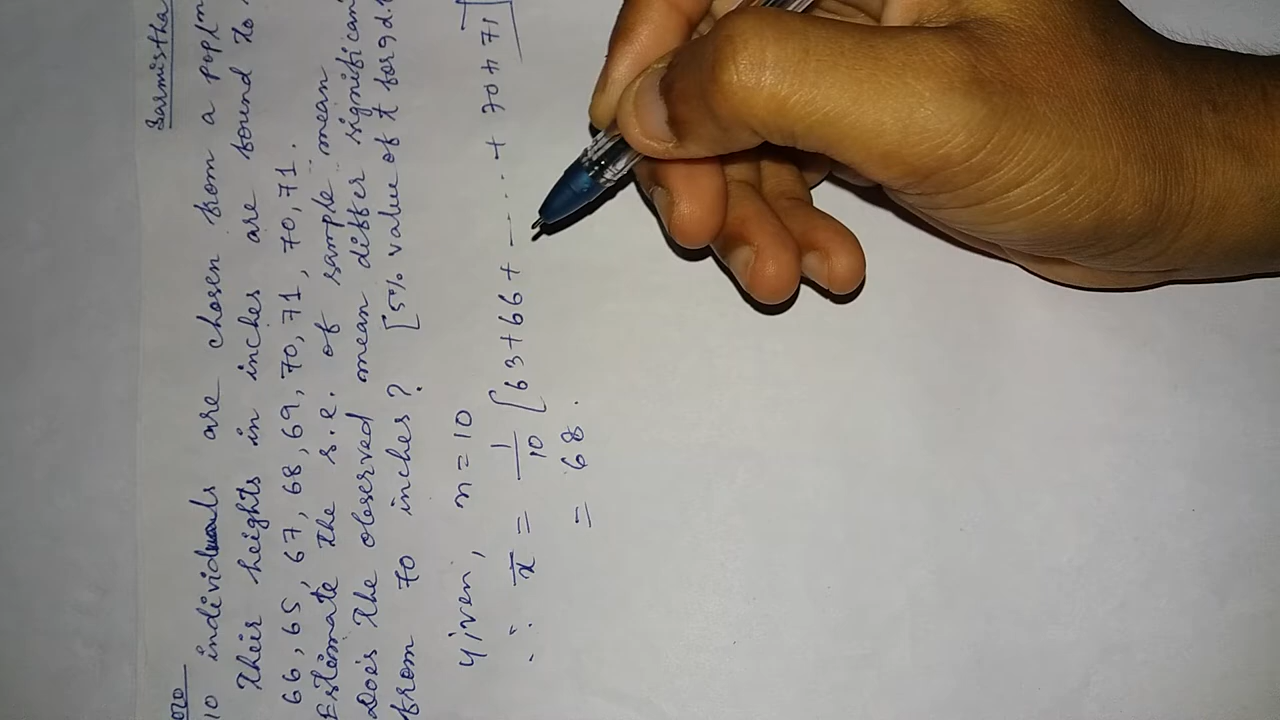 Sarmistha
10 individuals are chosen from a popln
Their heights in inches are found to
66, 65, 67, 68, 69, 70, 71, 70, 71.
Estimate the s.e. of sample mean
Does the observed mean differ significan
from 70 inches? [5% value of t for 9 d.f
Given, n = 10
∴ x̄ = 1/10 [63+66+ - ... + 70+71]
= 68.